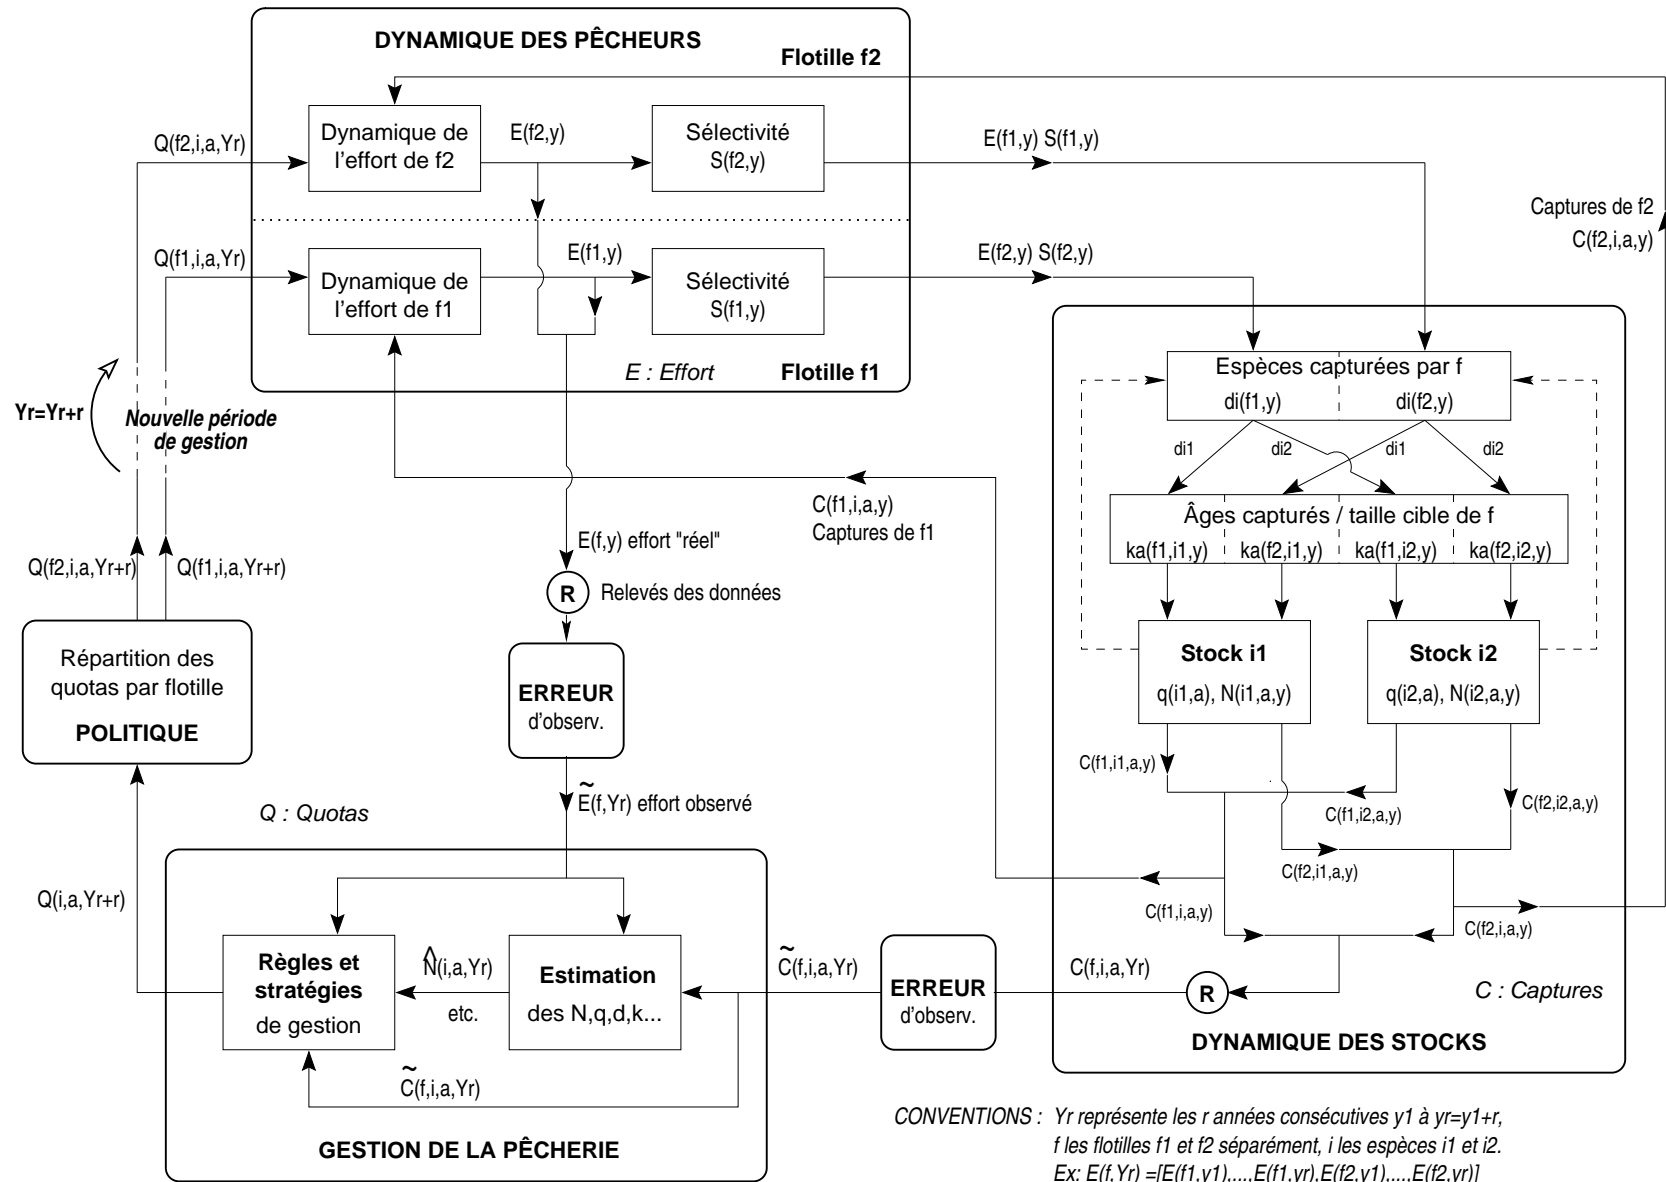 DYNAMIQUE DES PÊCHEURS
Flotille f2
Q(f2,i,a,Yr)
Dynamique de
l'effort de f2
E(f2,y)
Sélectivité
S(f2,y)
E(f1,y) S(f1,y)
Captures de f2
C(f2,i,a,y)
Q(f1,i,a,Yr)
Dynamique de
l'effort de f1
E(f1,y)
Sélectivité
S(f1,y)
E(f2,y) S(f2,y)
E : Effort
Flotille f1
Yr=Yr+r
Nouvelle période
de gestion
Espèces capturées par f
di(f1,y)
di(f2,y)
di1
di2
di1
di2
C(f1,i,a,y)
Captures de f1
Âges capturés / taille cible de f
ka(f1,i1,y)
ka(f2,i1,y)
ka(f1,i2,y)
ka(f2,i2,y)
E(f,y) effort "réel"
Q(f2,i,a,Yr+r)
Q(f1,i,a,Yr+r)
R
Relevés des données
Répartition des
quotas par flotille
POLITIQUE
ERREUR
d'observ.
Stock i1
q(i1,a), N(i1,a,y)
Stock i2
q(i2,a), N(i2,a,y)
C(f1,i1,a,y)
C(f1,i2,a,y)
C(f2,i2,a,y)
C(f2,i1,a,y)
Ẽ(f,Yr) effort observé
Q : Quotas
Q(i,a,Yr+r)
C(f1,i,a,y)
C(f2,i,a,y)
Règles et
stratégies
de gestion
N̂(i,a,Yr)
etc.
Estimation
des N,q,d,k...
C̃(f,i,a,Yr)
ERREUR
d'observ.
C(f,i,a,Yr)
R
C : Captures
DYNAMIQUE DES STOCKS
C̃(f,i,a,Yr)
GESTION DE LA PÊCHERIE
CONVENTIONS : Yr représente les r années consécutives y1 à yr=y1+r,
f les flotilles f1 et f2 séparément, i les espèces i1 et i2.
Ex: E(f,Yr) =[E(f1,y1),...,E(f1,yr),E(f2,y1),...,E(f2,yr)]